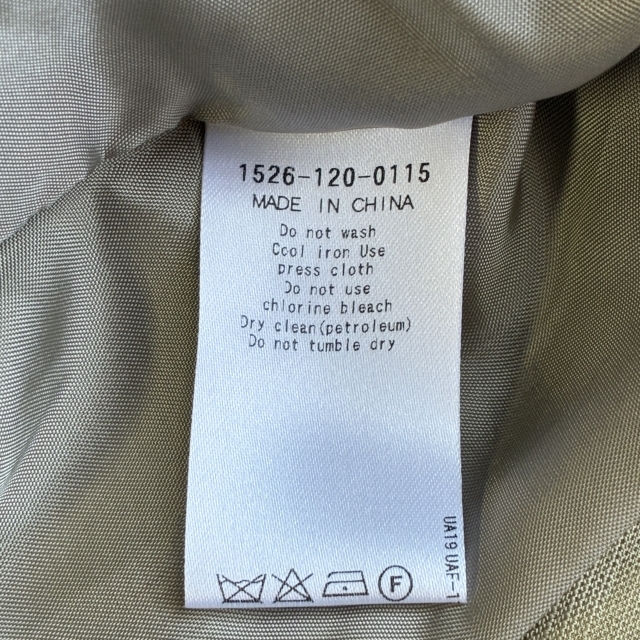 1526-120-0115
MADE IN CHINA
Do not wash
Cool iron Use
press cloth
Do not use
chlorine bleach
Dry clean(petroleum)
Do not tumble dry
UA19 UAF-1
F